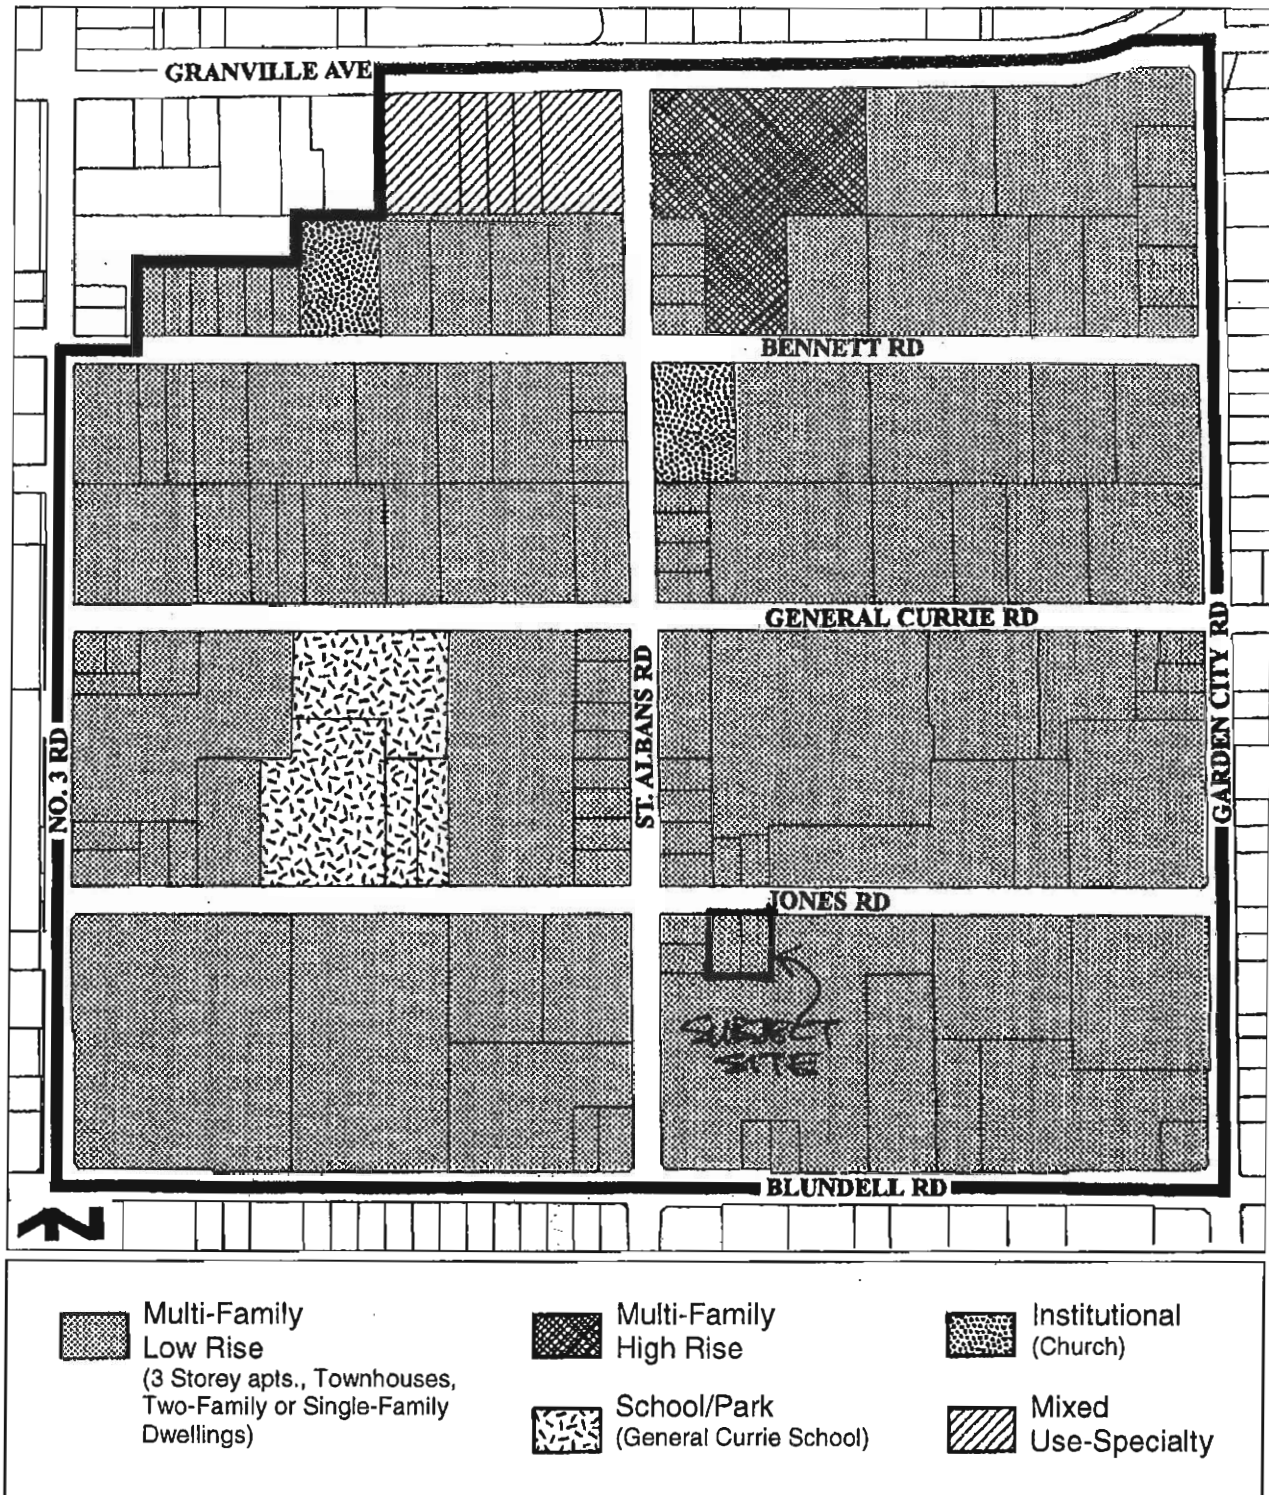 GRANVILLE AVE
BENNETT RD
GENERAL CURRIE RD
NO. 3 RD
ST. ALBANS RD
GARDEN CITY RD
JONES RD
SUBJECT
SITE
BLUNDELL RD
N
Multi-Family
Low Rise
(3 Storey apts., Townhouses,
Two-Family or Single-Family
Dwellings)
Multi-Family
High Rise
School/Park
(General Currie School)
Institutional
(Church)
Mixed
Use-Specialty